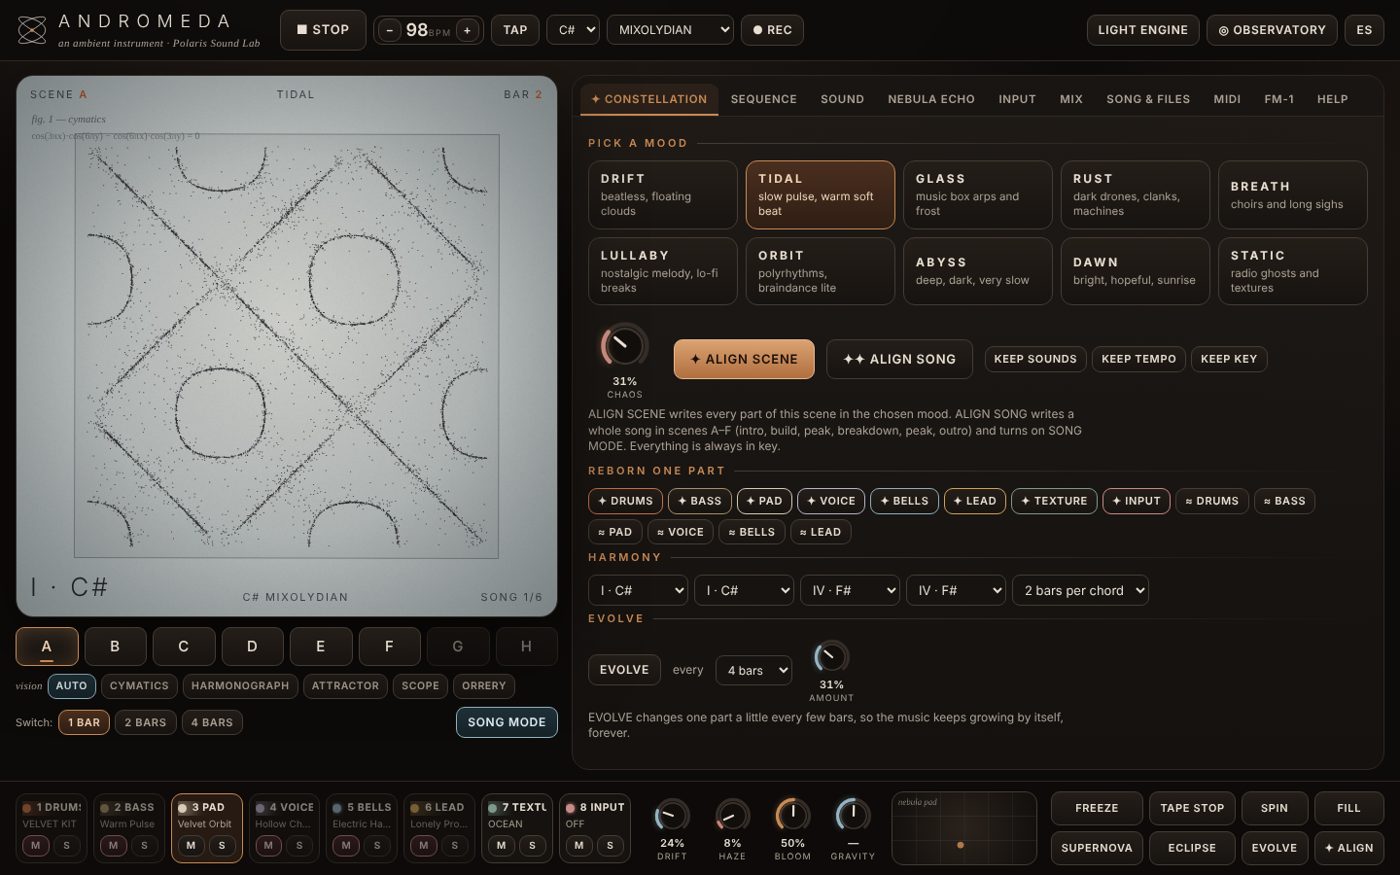 ANDROMEDA
an ambient instrument · Polaris Sound Lab
■ STOP
− 98 BPM +
TAP
C#
MIXOLYDIAN
● REC
LIGHT ENGINE
◎ OBSERVATORY
ES
SCENE A
TIDAL
BAR 2
fig. 1 — cymatics
I · C#
C# MIXOLYDIAN
SONG 1/6
A B C D E F G H
vision AUTO CYMATICS HARMONOGRAPH ATTRACTOR SCOPE ORRERY
Switch: 1 BAR 2 BARS 4 BARS
SONG MODE
✦ CONSTELLATION SEQUENCE SOUND NEBULA ECHO INPUT MIX SONG & FILES MIDI FM-1 HELP
PICK A MOOD
DRIFT
beatless, floating
clouds
TIDAL
slow pulse, warm soft
beat
GLASS
music box arps and
frost
RUST
dark drones, clanks,
machines
BREATH
choirs and long sighs
LULLABY
nostalgic melody, lo-fi
breaks
ORBIT
polyrhythms,
braindance lite
ABYSS
deep, dark, very slow
DAWN
bright, hopeful, sunrise
STATIC
radio ghosts and
textures
31%
CHAOS
✦ ALIGN SCENE
✦✦ ALIGN SONG
KEEP SOUNDS
KEEP TEMPO
KEEP KEY
ALIGN SCENE writes every part of this scene in the chosen mood. ALIGN SONG writes a
whole song in scenes A–F (intro, build, peak, breakdown, peak, outro) and turns on SONG
MODE. Everything is always in key.
REBORN ONE PART
✦ DRUMS ✦ BASS ✦ PAD ✦ VOICE ✦ BELLS ✦ LEAD ✦ TEXTURE ✦ INPUT ≈ DRUMS ≈ BASS
≈ PAD ≈ VOICE ≈ BELLS ≈ LEAD
HARMONY
I · C# I · C# IV · F# IV · F# 2 bars per chord
EVOLVE
EVOLVE every 4 bars
31%
AMOUNT
EVOLVE changes one part a little every few bars, so the music keeps growing by itself,
forever.
1 DRUMS
VELVET KIT
M S
2 BASS
Warm Pulse
M S
3 PAD
Velvet Orbit
M S
4 VOICE
Hollow Ch...
M S
5 BELLS
Electric Ha...
M S
6 LEAD
Lonely Pro...
M S
7 TEXTU
OCEAN
M S
8 INPUT
OFF
M S
24%
DRIFT
8%
HAZE
50%
BLOOM
—
GRAVITY
nebula pad
FREEZE TAPE STOP SPIN FILL
SUPERNOVA ECLIPSE EVOLVE ✦ ALIGN